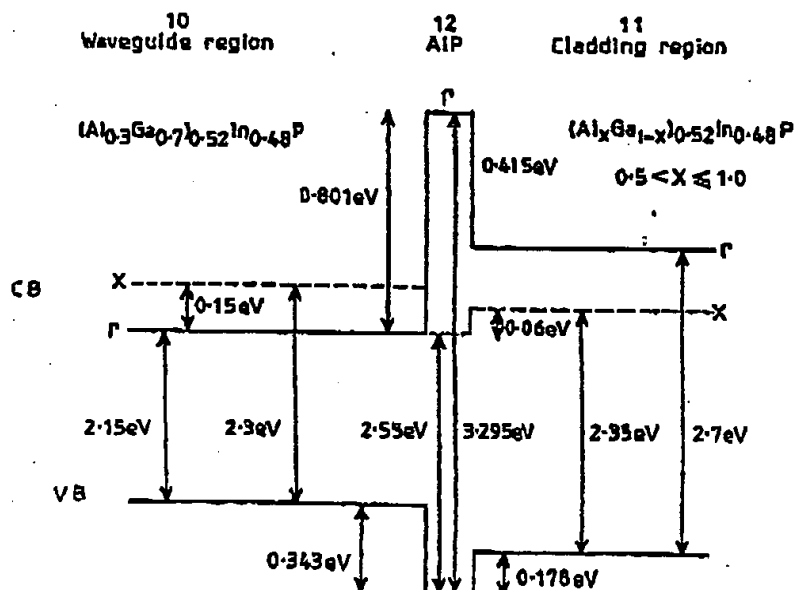 10
Waveguide region
12
AlP
11
Cladding region
Γ
(Al0.3Ga0.7)0.52In0.48P
(AlxGa1-x)0.52In0.48P
0.5 < X ≤ 1.0
0.801eV
0.415eV
Γ
CB
X
0.15eV
X
0.06eV
Γ
2.15eV
2.3eV
2.55eV
3.295eV
2.35eV
2.7eV
VB
0.343eV
0.178eV